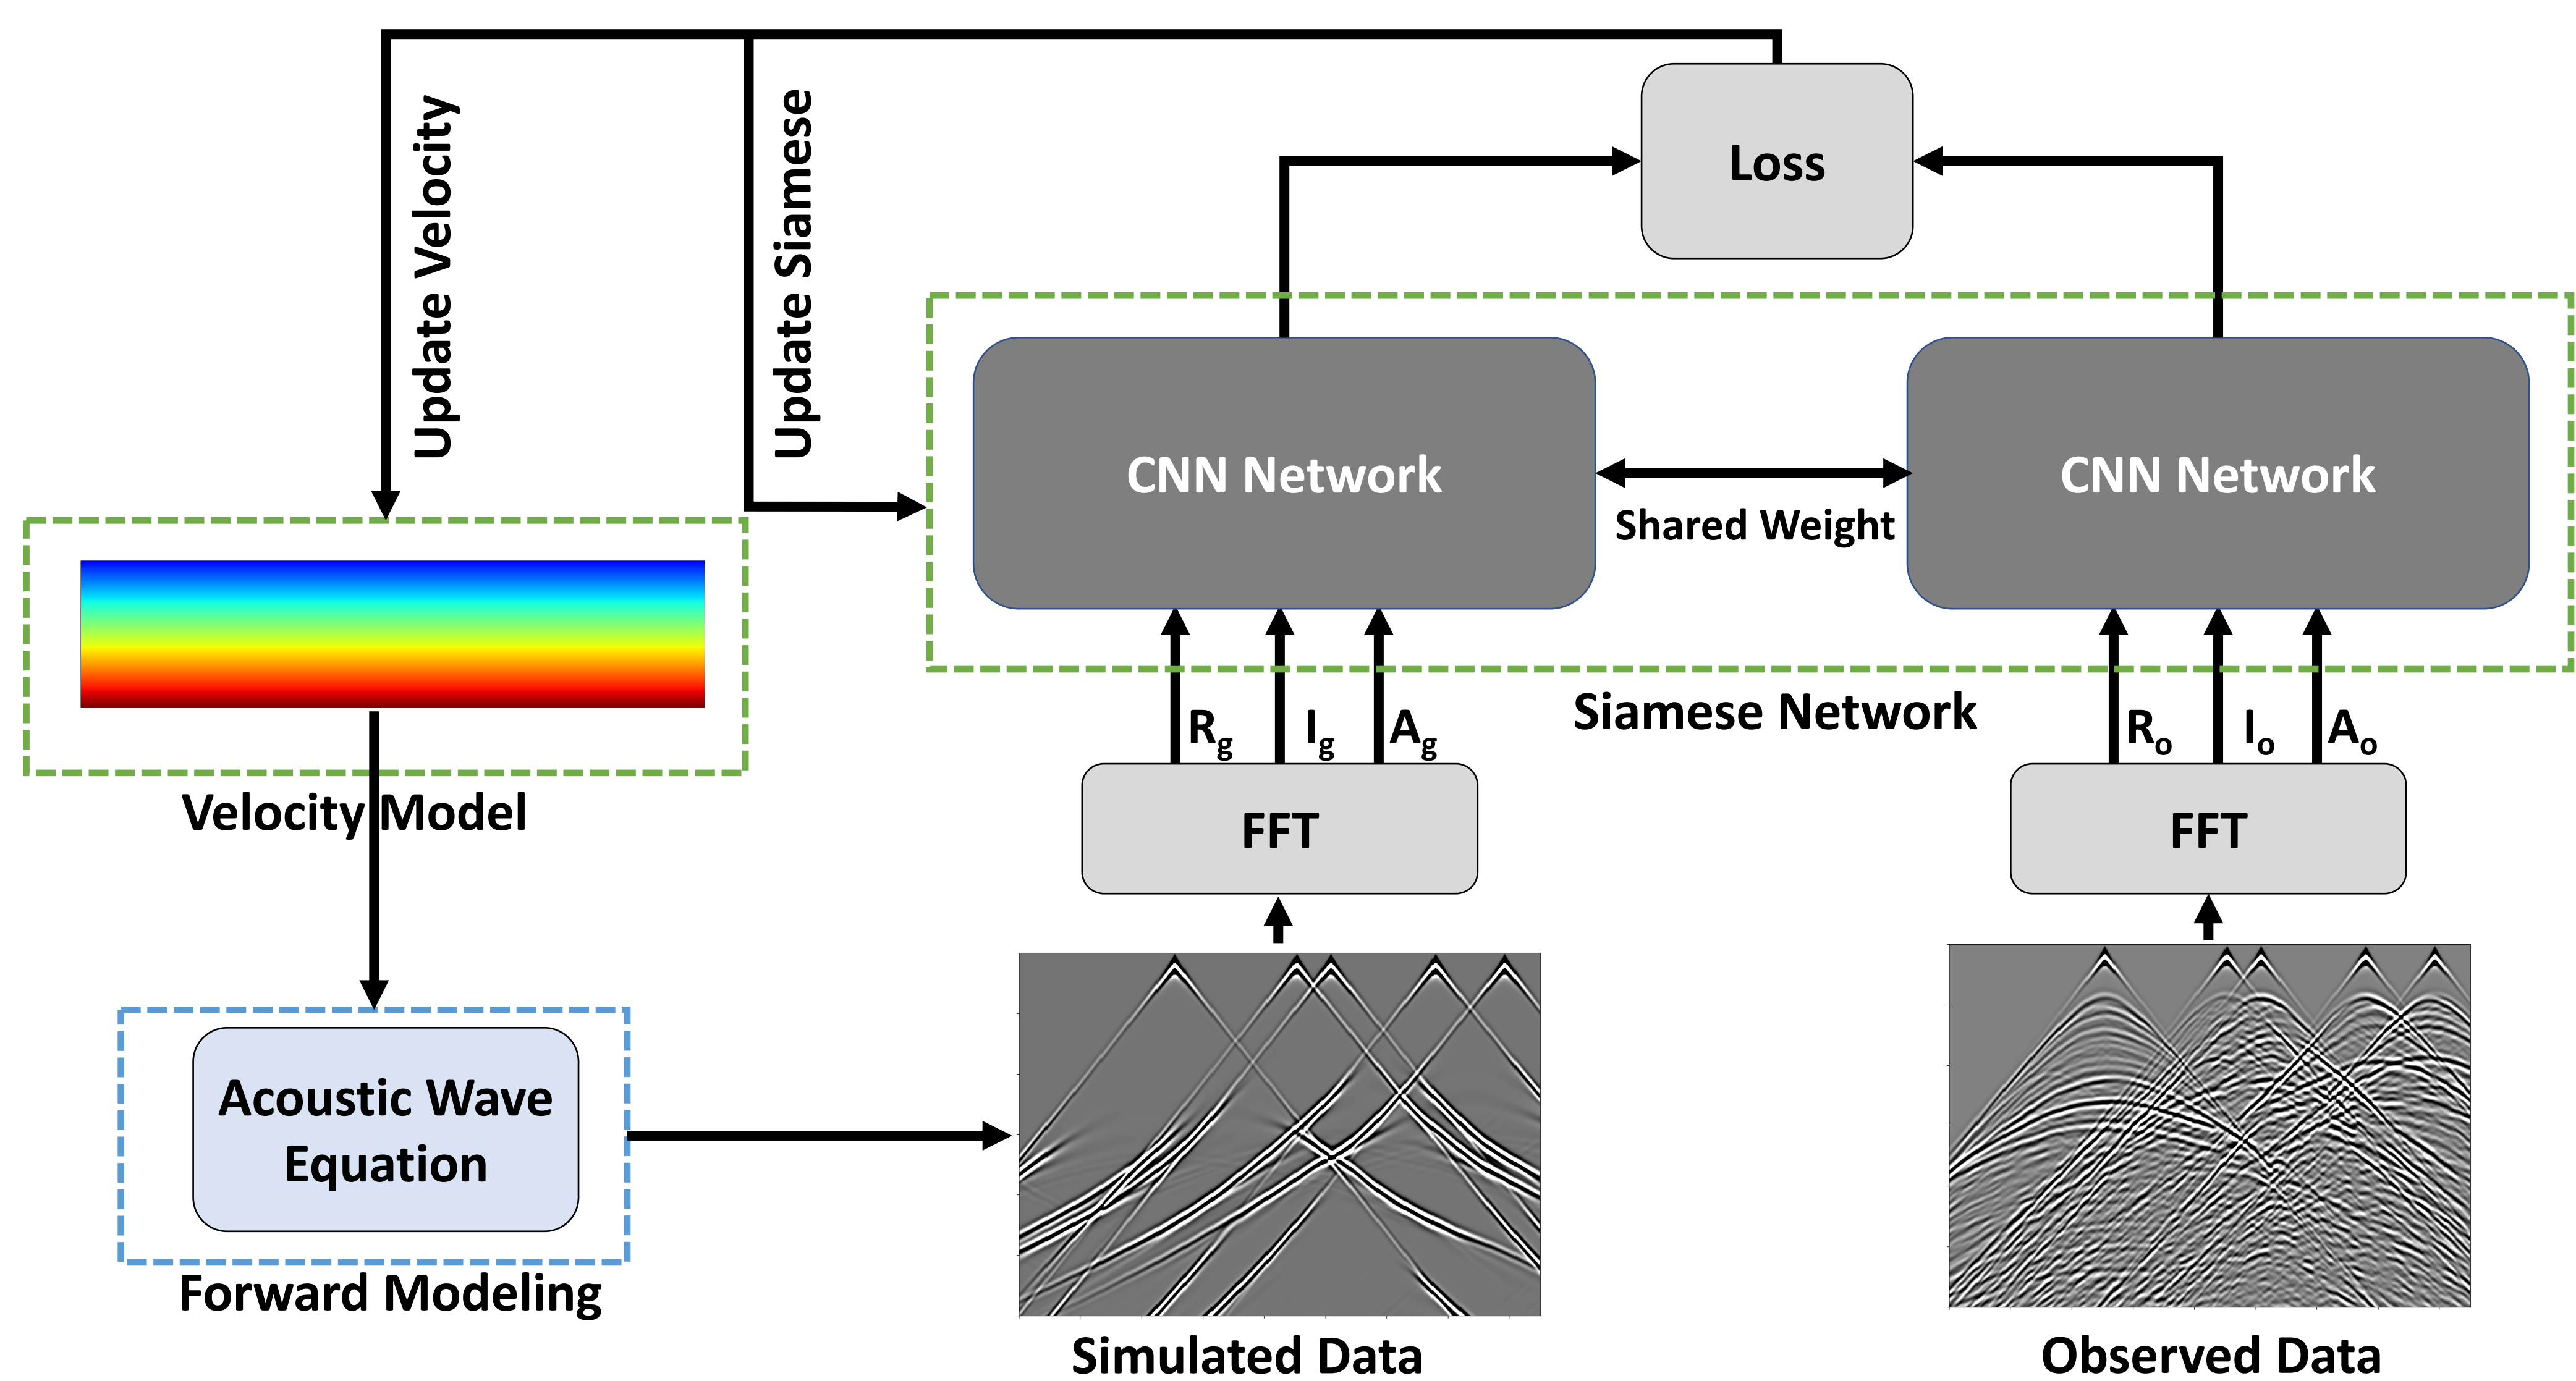 Loss
Update Velocity
Update Siamese
CNN Network
CNN Network
Shared Weight
Siamese Network
Rg
Ig
Ag
Ro
Io
Ao
Velocity Model
FFT
FFT
Acoustic Wave
Equation
Forward Modeling
Simulated Data
Observed Data